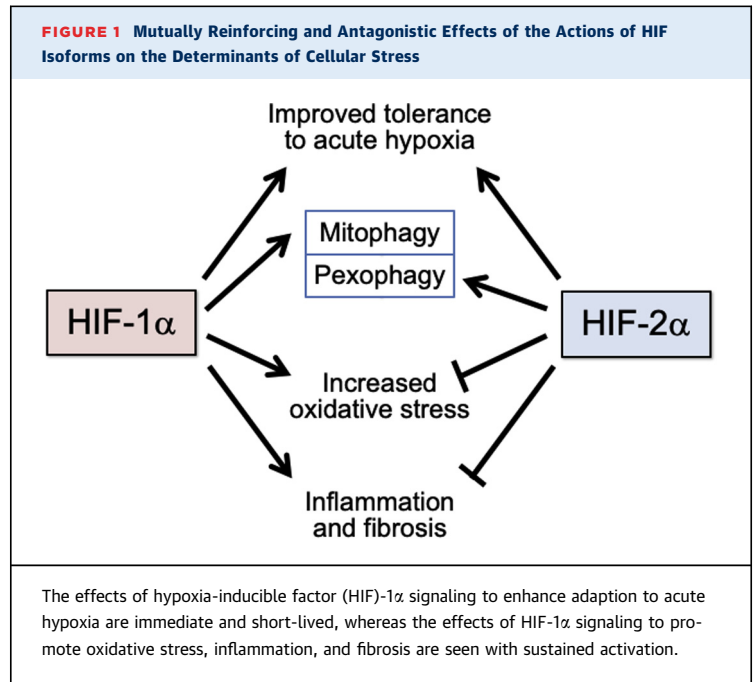 FIGURE 1 Mutually Reinforcing and Antagonistic Effects of the Actions of HIF
Isoforms on the Determinants of Cellular Stress
Improved tolerance
to acute hypoxia
Mitophagy
Pexophagy
HIF-1α
HIF-2α
Increased
oxidative stress
Inflammation
and fibrosis
The effects of hypoxia-inducible factor (HIF)-1α signaling to enhance adaption to acute
hypoxia are immediate and short-lived, whereas the effects of HIF-1α signaling to pro-
mote oxidative stress, inflammation, and fibrosis are seen with sustained activation.